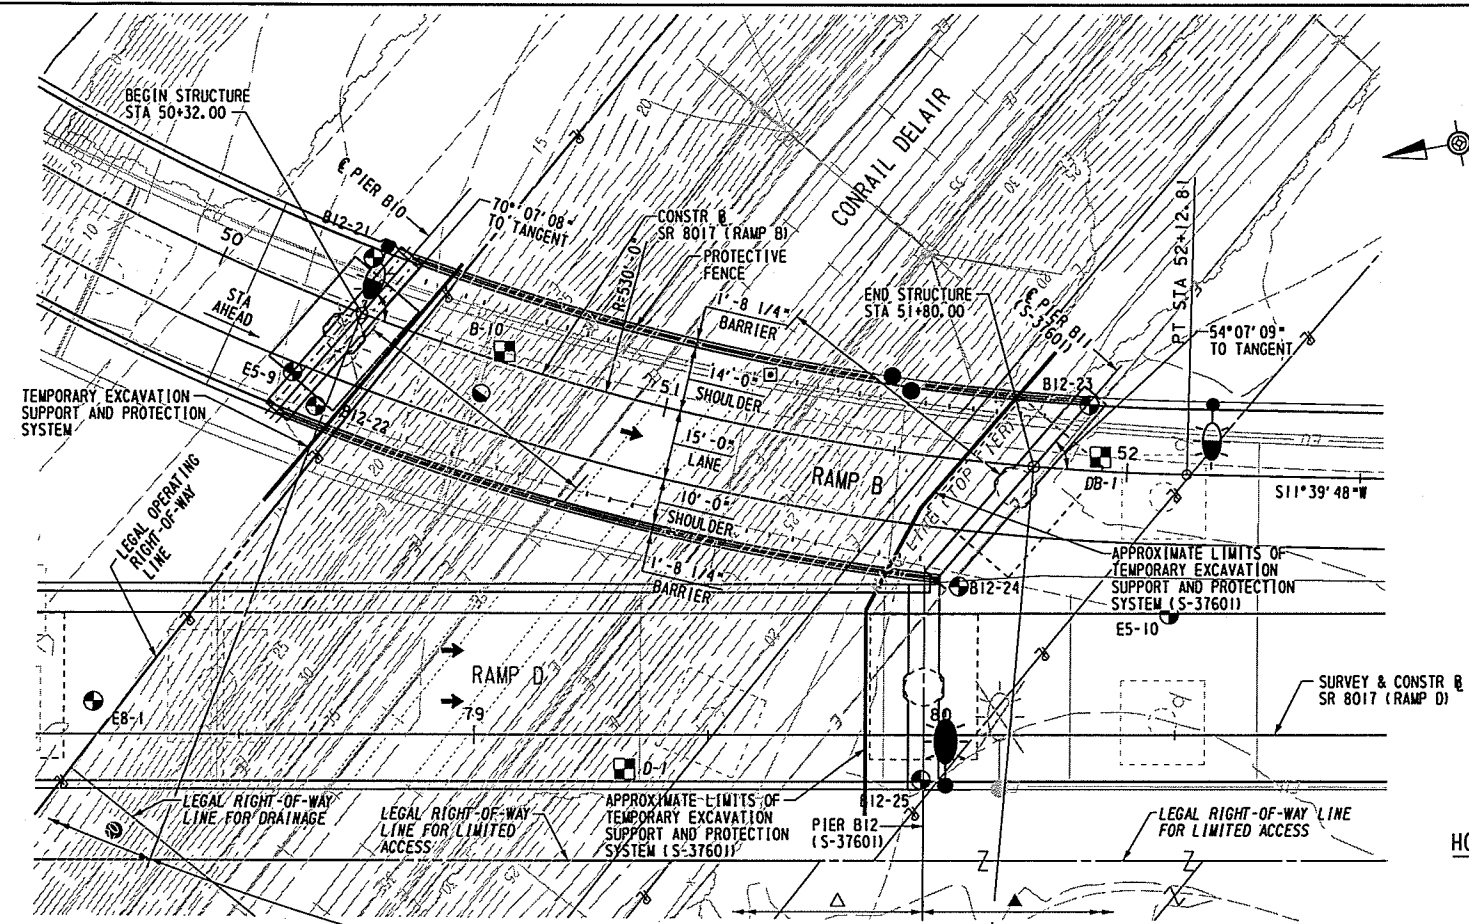 BEGIN STRUCTURE
STA 50+32.00
℄ PIER B10
B12-21
50
STA
AHEAD
70° 07' 08"
TO TANGENT
CONSTR ℄
SR 8017 (RAMP B)
PROTECTIVE
FENCE
R=530'-0"
CONRAIL DELAIR
1'-8 1/4"
BARRIER
END STRUCTURE
STA 51+80.00
℄ PIER B11
(S-37601)
PT STA 52+12.81
54°07'09"
TO TANGENT
B-10
E5-9
B12-22
TEMPORARY EXCAVATION
SUPPORT AND PROTECTION
SYSTEM
51
14'-0"
SHOULDER
15'-0"
LANE
RAMP B
10'-0"
SHOULDER
1'-8 1/4"
BARRIER
B12-23
52
DB-1
S11°39'48"W
LEGAL OPERATING
RIGHT-OF-WAY
LINE
B12-24
APPROXIMATE LIMITS OF
TEMPORARY EXCAVATION
SUPPORT AND PROTECTION
SYSTEM (S-37601)
E5-10
RAMP D
79
E8-1
80
SURVEY & CONSTR ℄
SR 8017 (RAMP D)
D-1
LEGAL RIGHT-OF-WAY
LINE FOR DRAINAGE
LEGAL RIGHT-OF-WAY
LINE FOR LIMITED
ACCESS
APPROXIMATE LIMITS OF
TEMPORARY EXCAVATION
SUPPORT AND PROTECTION
SYSTEM (S-37601)
B12-25
PIER B12
(S-37601)
LEGAL RIGHT-OF-WAY LINE
FOR LIMITED ACCESS